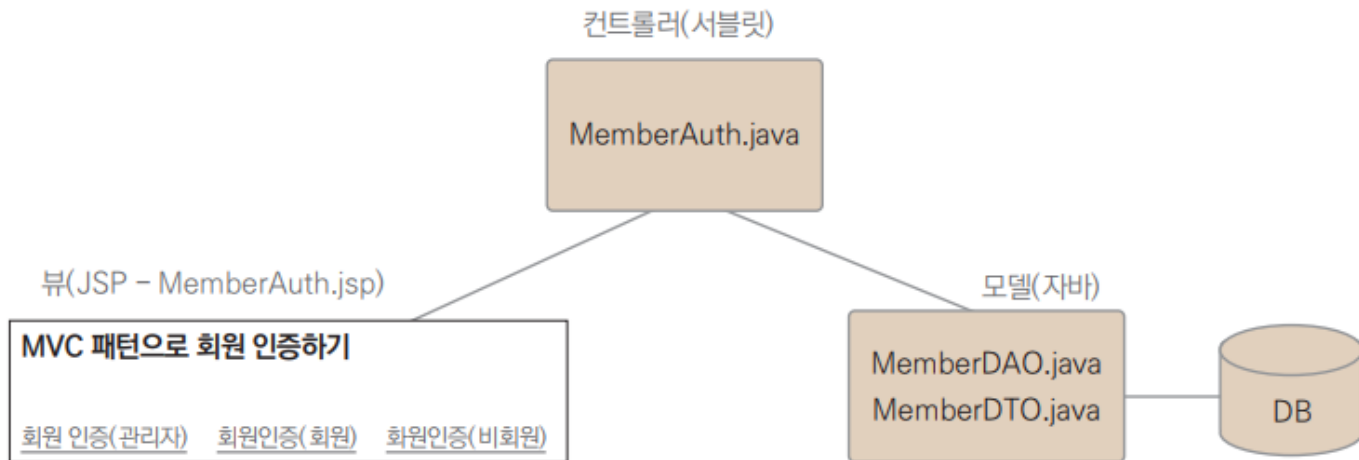 컨트롤러(서블릿)
MemberAuth.java
뷰(JSP – MemberAuth.jsp)
모델(자바)
MVC 패턴으로 회원 인증하기
MemberDAO.java
MemberDTO.java
DB
회원 인증(관리자) 회원인증(회원) 화원인증(비회원)